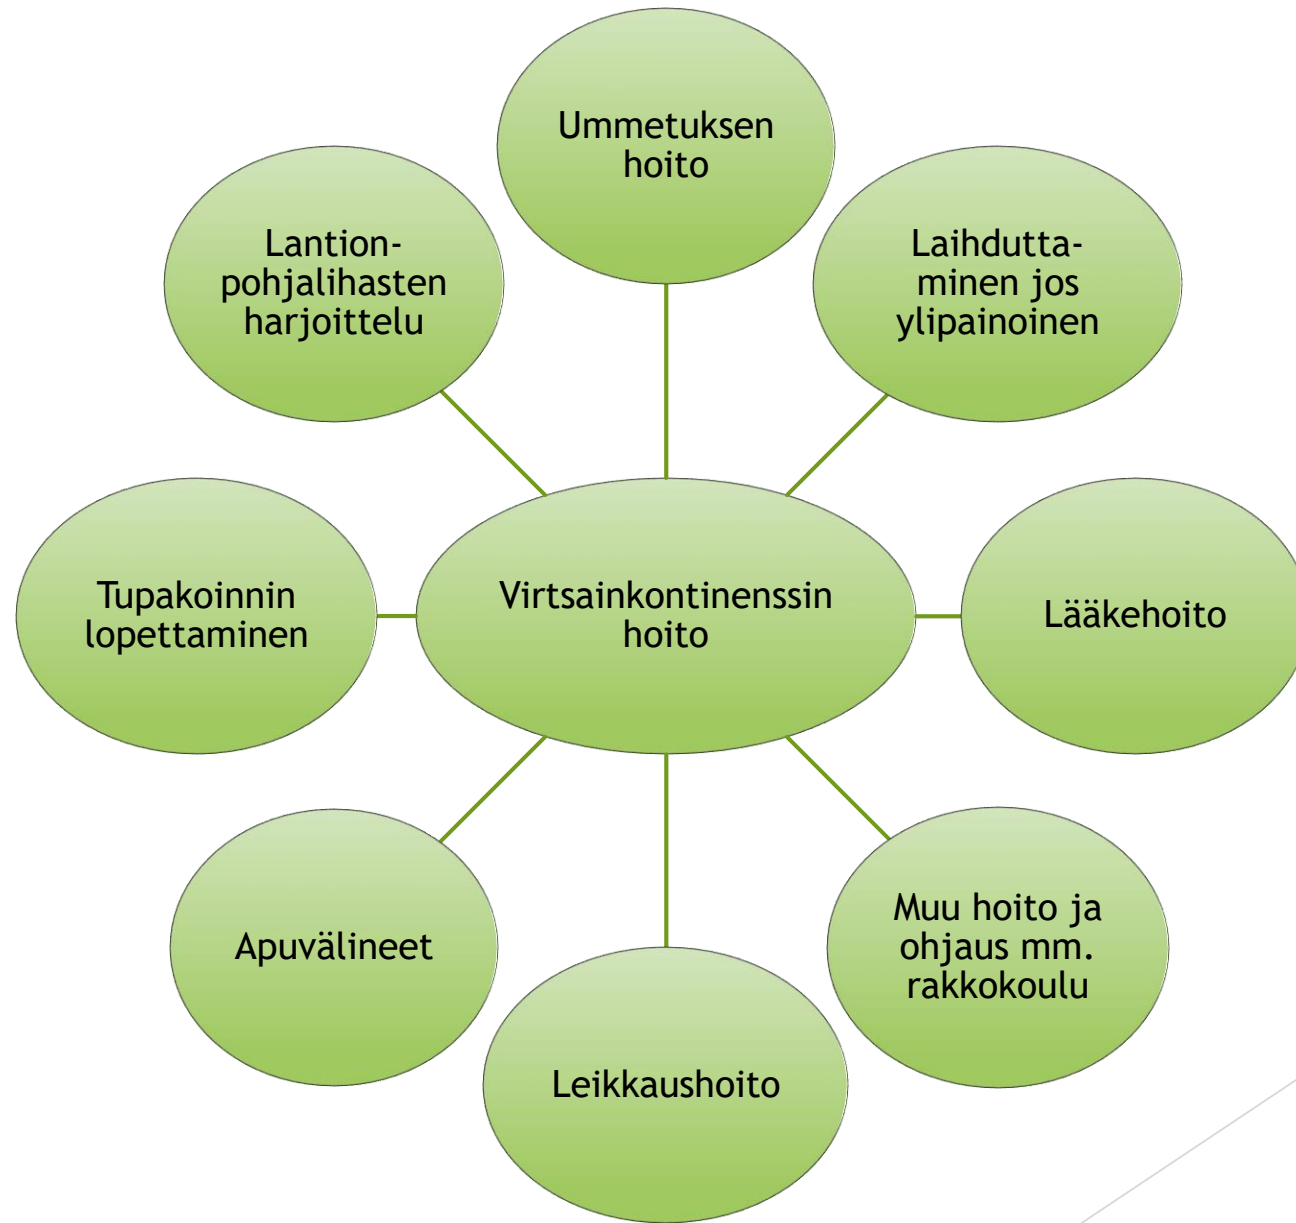 Ummetuksen
hoito
Lantion-
pohjalihasten
harjoittelu
Laihdutta-
minen jos
ylipainoinen
Tupakoinnin
lopettaminen
Virtsainkontinenssin
hoito
Lääkehoito
Apuvälineet
Muu hoito ja
ohjaus mm.
rakkokoulu
Leikkaushoito